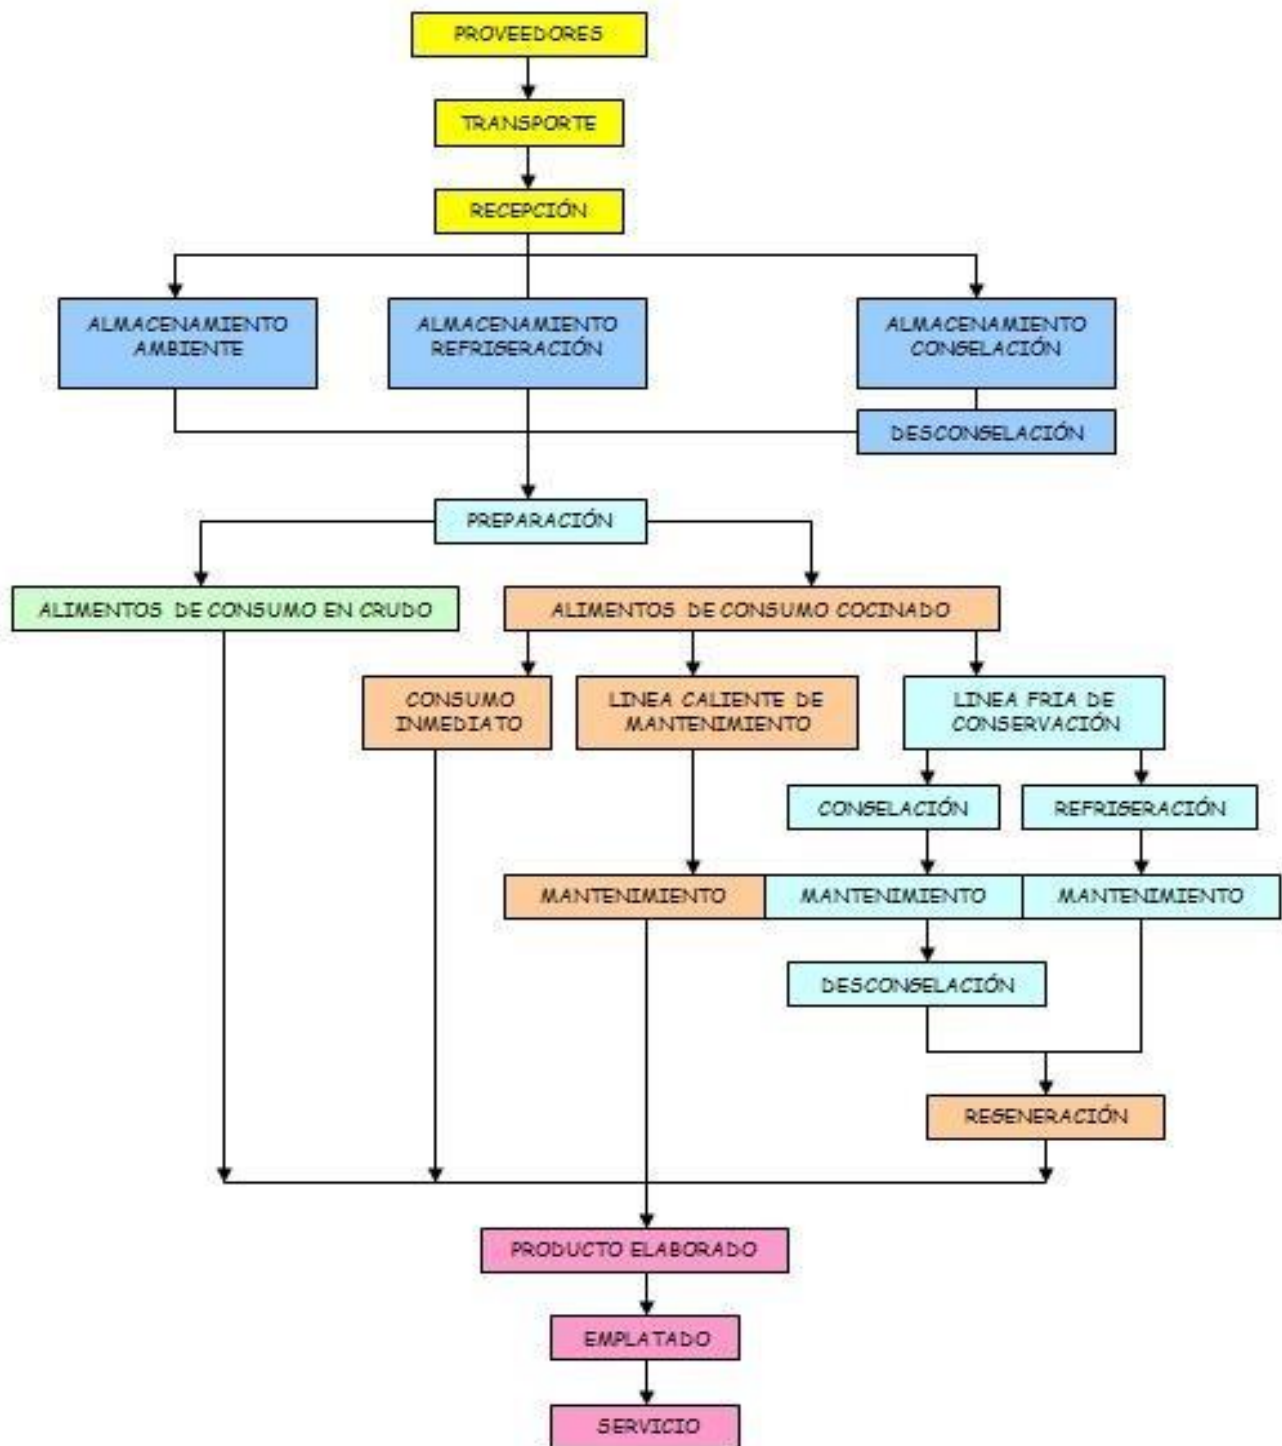 PROVEEDORES
TRANSPORTE
RECEPCIÓN
ALMACENAMIENTO
AMBIENTE
ALMACENAMIENTO
REFRIGERACIÓN
ALMACENAMIENTO
CONGELACIÓN
DESCONGELACIÓN
PREPARACIÓN
ALIMENTOS DE CONSUMO EN CRUDO
ALIMENTOS DE CONSUMO COCINADO
CONSUMO
INMEDIATO
LINEA CALIENTE DE
MANTENIMIENTO
LINEA FRIA DE
CONSERVACIÓN
CONGELACIÓN
REFRIGERACIÓN
MANTENIMIENTO
MANTENIMIENTO
MANTENIMIENTO
DESCONGELACIÓN
REGENERACIÓN
PRODUCTO ELABORADO
EMPLATADO
SERVICIO